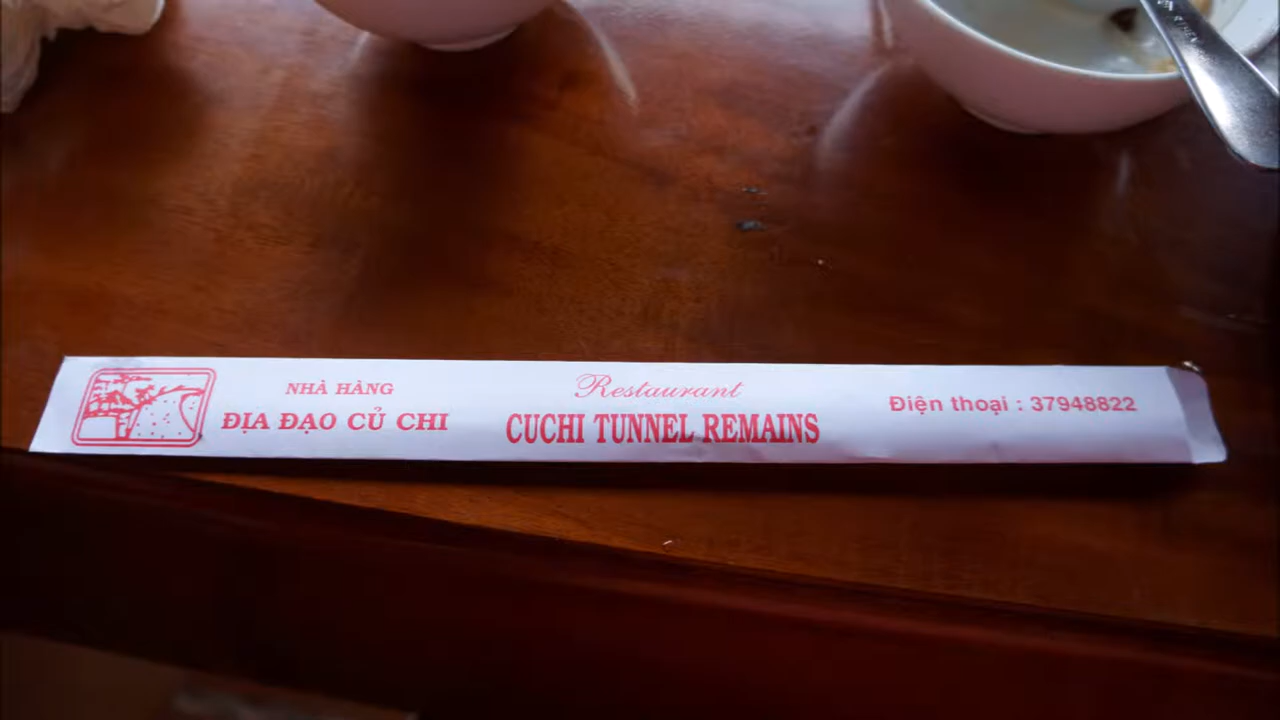 NHÀ HÀNG
ĐỊA ĐẠO CỦ CHI
Restaurant
CUCHI TUNNEL REMAINS
Điện thoại : 37948822